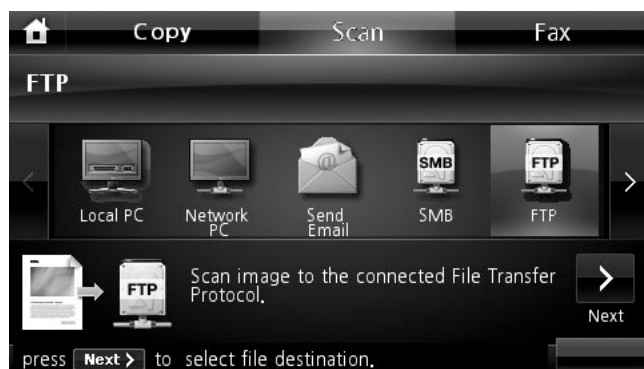 Copy Scan Fax
FTP
@
SMB FTP
Local PC Network PC Send Email SMB FTP
Scan image to the connected File Transfer
FTP Protocol.
Next
press Next > to select file destination.